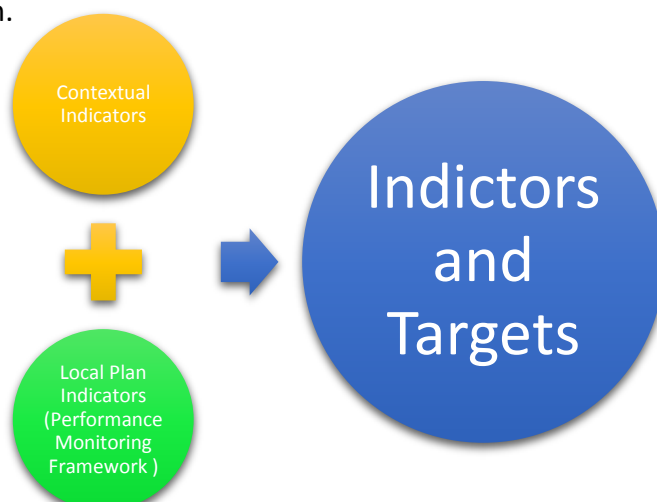 n.
Contextual
Indicators
Indictors
and
Targets
Local Plan
Indicators
(Performance
Monitoring
Framework )